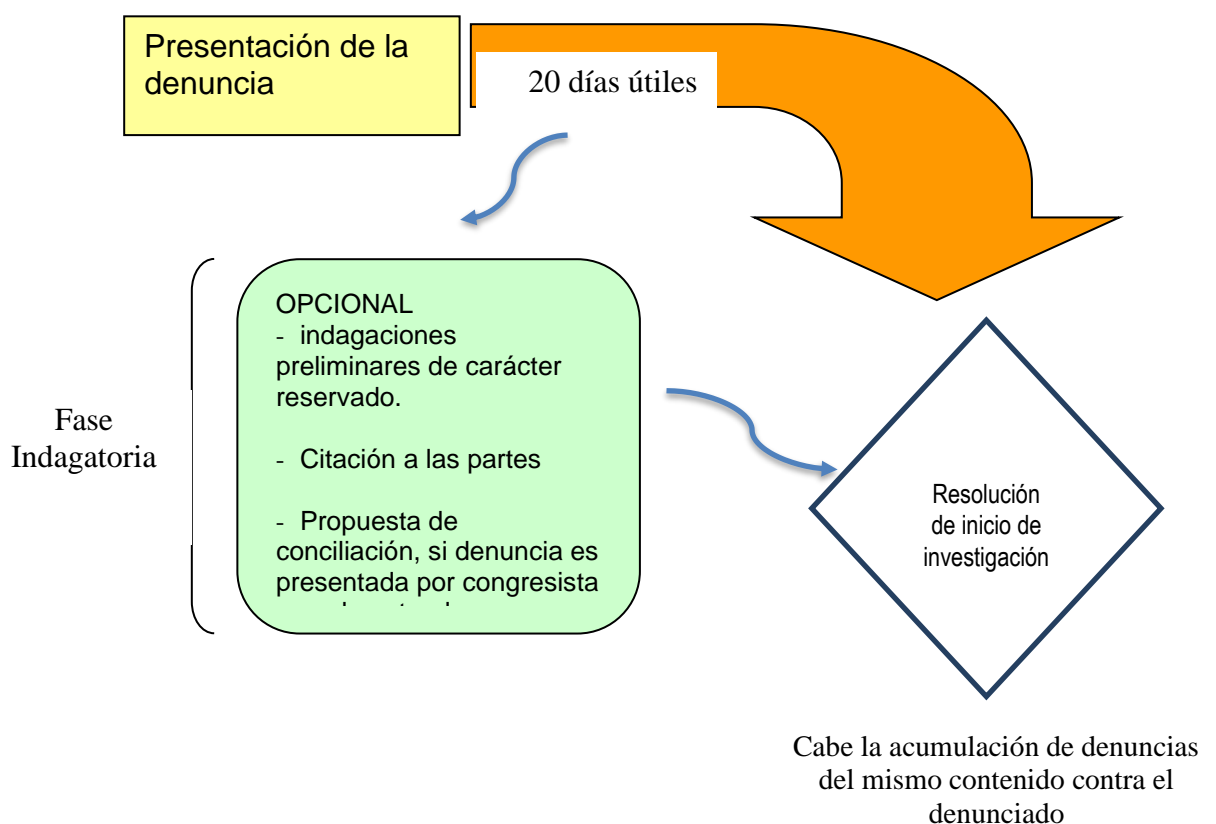 Presentación de la
denuncia
20 días útiles
OPCIONAL
- indagaciones
preliminares de carácter
reservado.
- Citación a las partes
- Propuesta de
conciliación, si denuncia es
presentada por congresista
Fase
Indagatoria
Resolución
de inicio de
investigación
Cabe la acumulación de denuncias
del mismo contenido contra el
denunciado